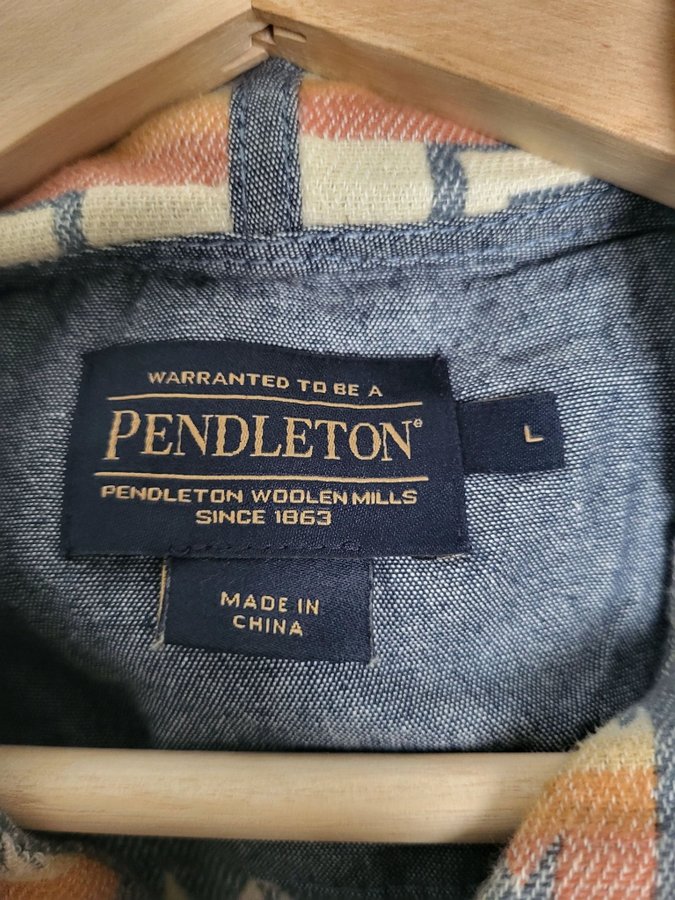 WARRANTED TO BE A
PENDLETON®
L
PENDLETON WOOLEN MILLS
SINCE 1863
MADE IN
CHINA